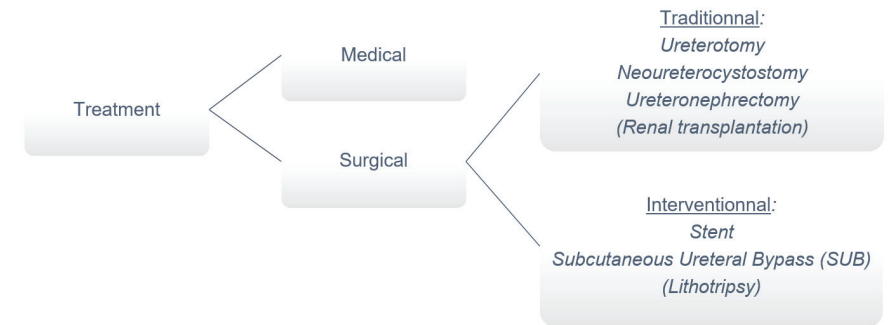 Treatment
Medical
Surgical
Traditionnal:
Ureterotomy
Neoureterocystostomy
Ureteronephrectomy
(Renal transplantation)
Interventionnal:
Stent
Subcutaneous Ureteral Bypass (SUB)
(Lithotripsy)